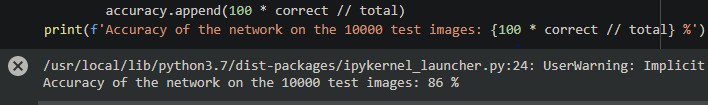 accuracy.append(100 * correct // total)
print(f'Accuracy of the network on the 10000 test images: {100 * correct // total} %')
/usr/local/lib/python3.7/dist-packages/ipykernel_launcher.py:24: UserWarning: Implicit
Accuracy of the network on the 10000 test images: 86 %